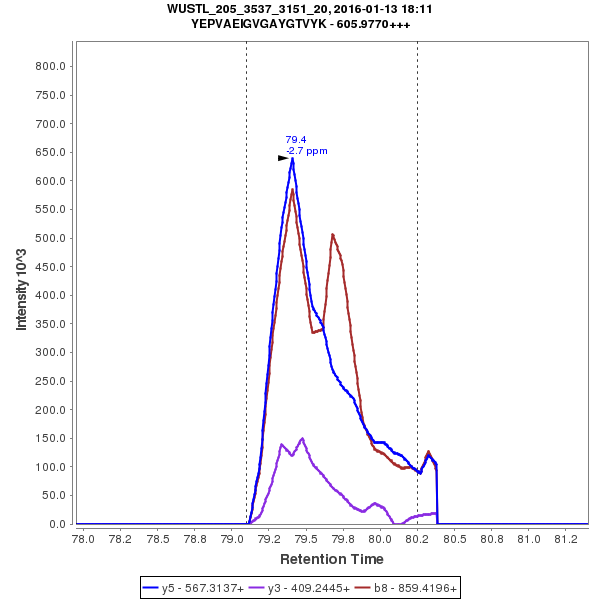 WUSTL_205_3537_3151_20, 2016-01-13 18:11
YEPVAEIGVGAYGTVYK - 605.9770+++
79.4
-2.7 ppm
Intensity 10^3
800.0
750.0
700.0
650.0
600.0
550.0
500.0
450.0
400.0
350.0
300.0
250.0
200.0
150.0
100.0
50.0
0.0
78.0 78.2 78.5 78.8 79.0 79.2 79.5 79.8 80.0 80.2 80.5 80.8 81.0 81.2
Retention Time
y5 - 567.3137+ y3 - 409.2445+ b8 - 859.4196+